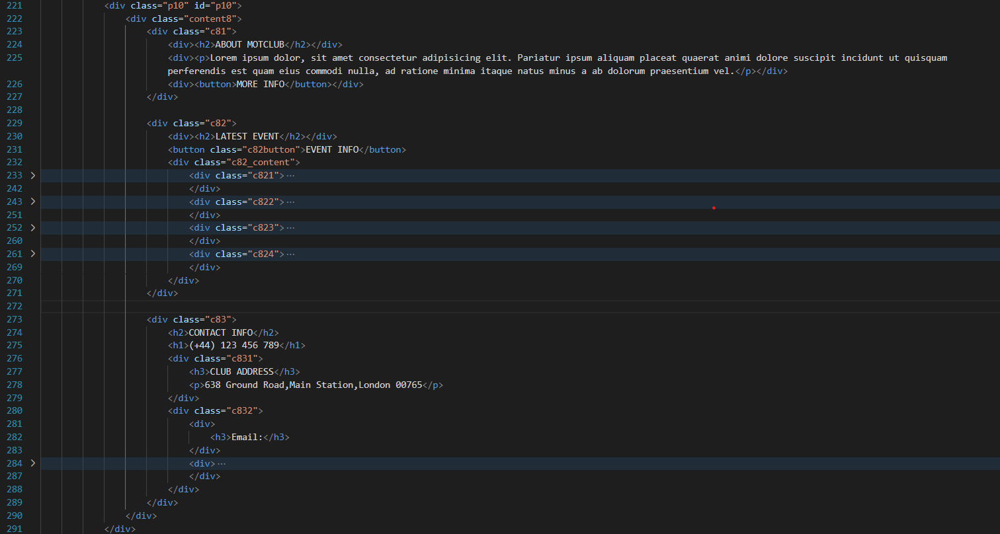 221 <div class="p10" id="p10">
222 <div class="content8">
223 <div class="c81">
224 <div><h2>ABOUT MOTCLUB</h2></div>
225 <div><p>Lorem ipsum dolor, sit amet consectetur adipisicing elit. Pariatur ipsum aliquam placeat quaerat animi dolore suscipit incidunt ut quisquam
perferendis est quam eius commodi nulla, ad ratione minima itaque natus minus a ab dolorum praesentium vel.</p></div>
226 <div><button>MORE INFO</button></div>
227 </div>
228
229 <div class="c82">
230 <div><h2>LATEST EVENT</h2></div>
231 <button class="c82button">EVENT INFO</button>
232 <div class="c82_content">
233 <div class="c821">···
242 </div>
243 <div class="c822">···
251 </div>
252 <div class="c823">···
260 </div>
261 <div class="c824">···
269 </div>
270 </div>
271 </div>
272
273 <div class="c83">
274 <h2>CONTACT INFO</h2>
275 <h1>(+44) 123 456 789</h1>
276 <div class="c831">
277 <h3>CLUB ADDRESS</h3>
278 <p>638 Ground Road,Main Station,London 00765</p>
279 </div>
280 <div class="c832">
281 <div>
282 <h3>Email:</h3>
283 </div>
284 <div>···
287 </div>
288 </div>
289 </div>
290 </div>
291 </div>